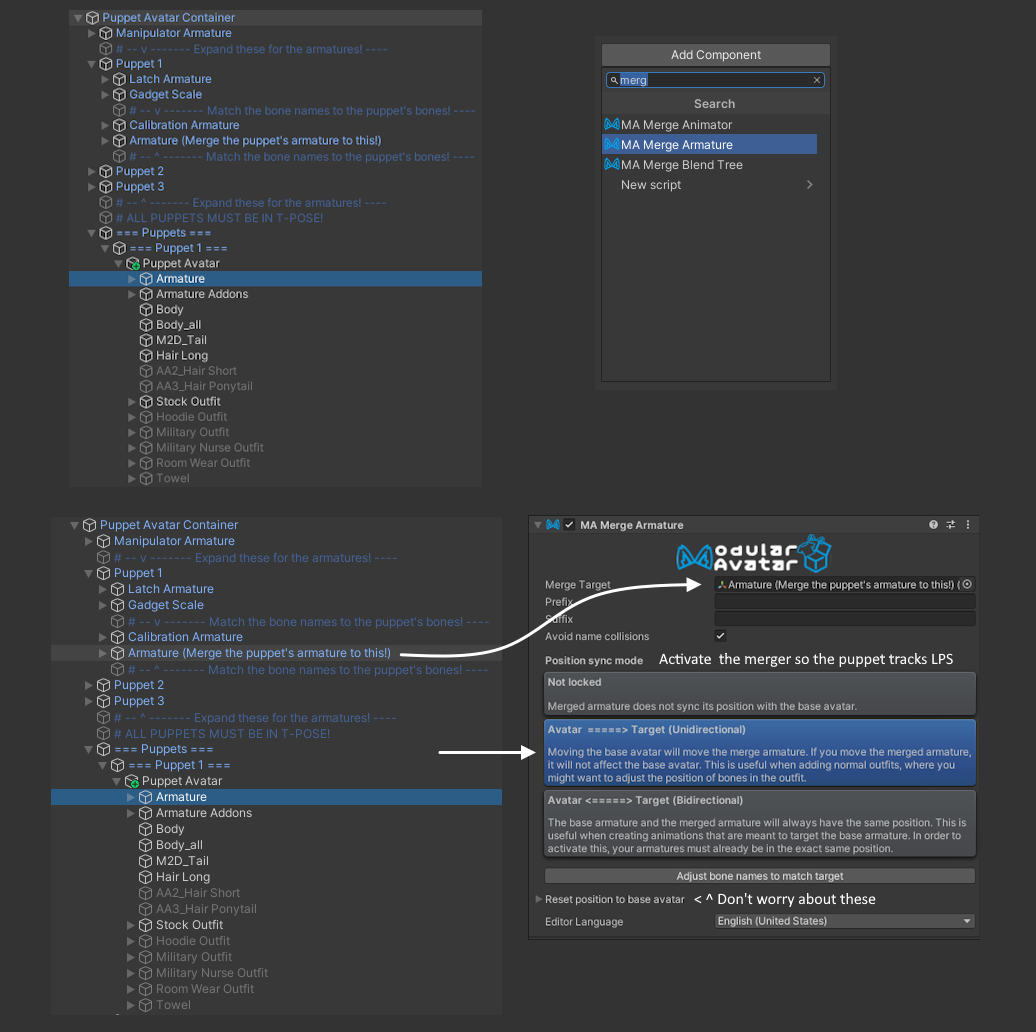 Puppet Avatar Container
Manipulator Armature
# -- v ------- Expand these for the armatures! ----
Puppet 1
Latch Armature
Gadget Scale
# -- v ------- Match the bone names to the puppet's bones! ----
Calibration Armature
Armature (Merge the puppet's armature to this!)
# -- ^ ------- Match the bone names to the puppet's bones! ----
Puppet 2
Puppet 3
# -- ^ ------- Expand these for the armatures! ----
# ALL PUPPETS MUST BE IN T-POSE!
=== Puppets ===
=== Puppet 1 ===
Puppet Avatar
Armature
Armature Addons
Body
Body_all
M2D_Tail
Hair Long
AA2_Hair Short
AA3_Hair Ponytail
Stock Outfit
Hoodie Outfit
Military Outfit
Military Nurse Outfit
Room Wear Outfit
Towel
Add Component
merg
Search
MA Merge Animator
MA Merge Armature
MA Merge Blend Tree
New script
Puppet Avatar Container
Manipulator Armature
# -- v ------- Expand these for the armatures! ----
Puppet 1
Latch Armature
Gadget Scale
# -- v ------- Match the bone names to the puppet's bones! ----
Calibration Armature
Armature (Merge the puppet's armature to this!)
# -- ^ ------- Match the bone names to the puppet's bones! ----
Puppet 2
Puppet 3
# -- ^ ------- Expand these for the armatures! ----
# ALL PUPPETS MUST BE IN T-POSE!
=== Puppets ===
=== Puppet 1 ===
Puppet Avatar
Armature
Armature Addons
Body
Body_all
M2D_Tail
Hair Long
AA2_Hair Short
AA3_Hair Ponytail
Stock Outfit
Hoodie Outfit
Military Outfit
Military Nurse Outfit
Room Wear Outfit
Towel
MA Merge Armature
Modular
Avatar
Merge Target Armature (Merge the puppet's armature to this!) (
Prefix
Suffix
Avoid name collisions
Position sync mode Activate the merger so the puppet tracks LPS
Not locked
Merged armature does not sync its position with the base avatar.
Avatar =====> Target (Unidirectional)
Moving the base avatar will move the merge armature. If you move the merged armature,
it will not affect the base avatar. This is useful when adding normal outfits, where you
might want to adjust the position of bones in the outfit.
Avatar <=====> Target (Bidirectional)
The base armature and the merged armature will always have the same position. This is
useful when creating animations that are meant to target the base armature. In order to
activate this, your armatures must already be in the exact same position.
Adjust bone names to match target
Reset position to base avatar < ^ Don't worry about these
Editor Language English (United States)